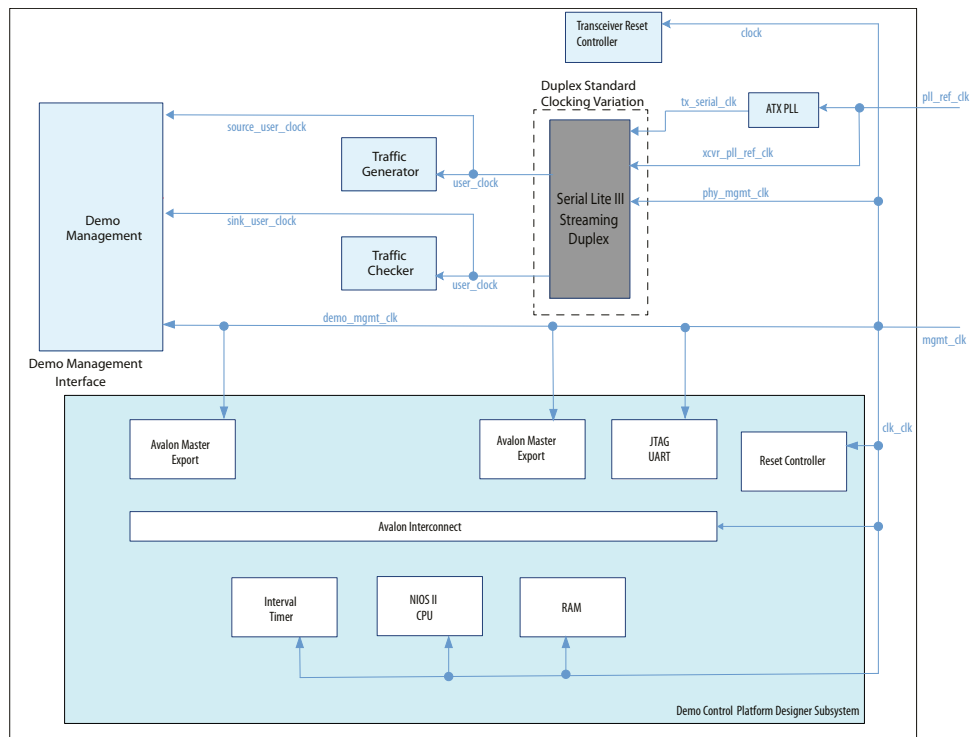 Transceiver Reset
Controller
clock
Duplex Standard
Clocking Variation
tx_serial_clk
ATX PLL
pll_ref_clk
source_user_clock
Traffic
Generator
user_clock
xcvr_pll_ref_clk
phy_mgmt_clk
Serial Lite III
Streaming
Duplex
Demo
Management
sink_user_clock
Traffic
Checker
user_clock
demo_mgmt_clk
mgmt_clk
Demo Management
Interface
Avalon Master
Export
Avalon Master
Export
JTAG
UART
clk_clk
Reset Controller
Avalon Interconnect
Interval
Timer
NIOS II
CPU
RAM
Demo Control Platform Designer Subsystem